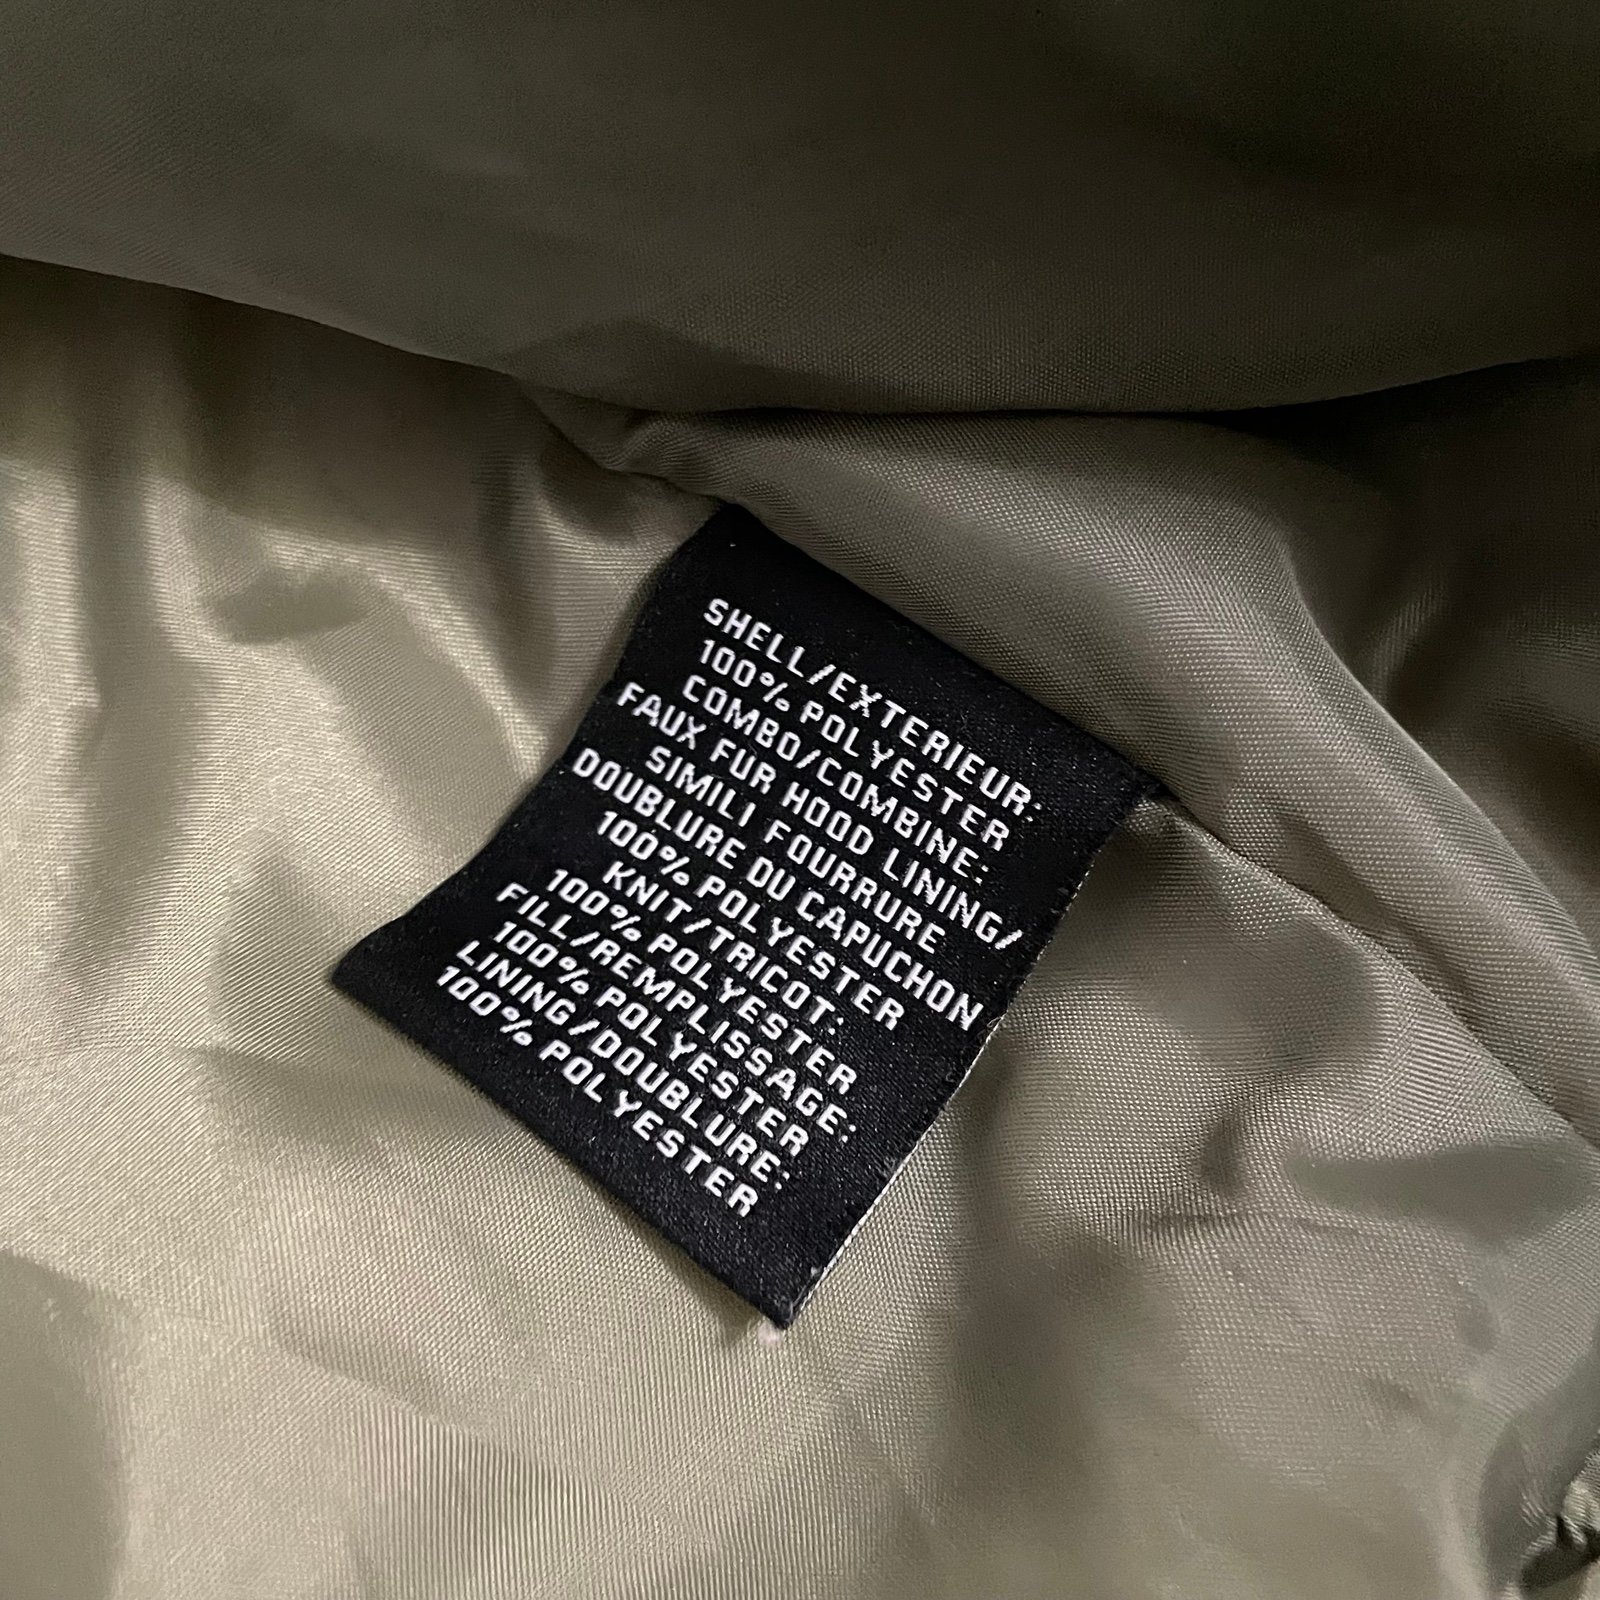 SHELL/EXTERIEUR:
100% POLYESTER
COMBO/COMBINE:
FAUX FUR HOOD LINING/
SIMILI FOURRURE
DOUBLURE DU CAPUCHON
100% POLYESTER
KNIT/TRICOT:
100% POLYESTER
FILL/REMPLISSAGE:
100% POLYESTER
LINING/DOUBLURE:
100% POLYESTER